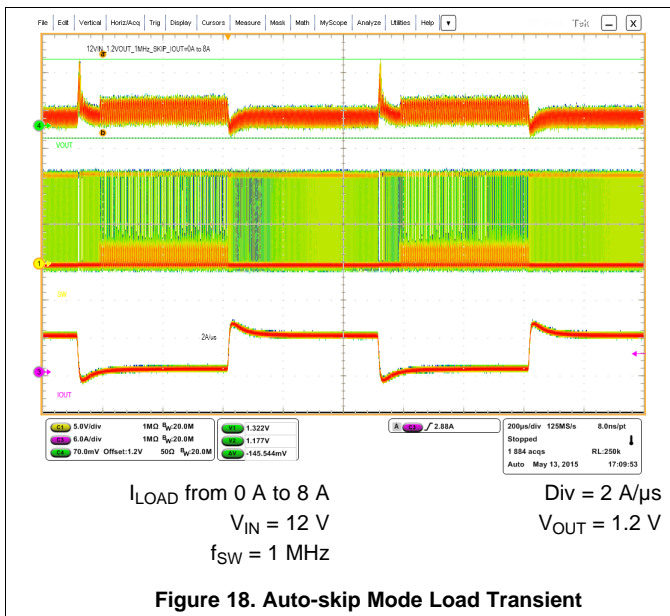 File Edit Vertical Horiz/Acq Trig Display Cursors Measure Mask Math MyScope Analyze Utilities Help Tek X
12VIN_1.2VOUT_1MHz_SKIP_IOUT=0A to 8A
a
4
b
VOUT
1
SW
2A/us
3
IOUT
C1 5.0V/div 1MΩ BW:20.0M
C3 6.0A/div 1MΩ BW:20.0M
C4 70.0mV Offset:1.2V 50Ω BW:20.0M
V1 1.322V
V2 1.177V
ΔV -145.544mV
A C3 2.88A
200µs/div 125MS/s 8.0ns/pt
Stopped
1 884 acqs RL:250k
Auto May 13, 2015 17:09:53
ILOAD from 0 A to 8 A Div = 2 A/µs
VIN = 12 V VOUT = 1.2 V
fSW = 1 MHz
Figure 18. Auto-skip Mode Load Transient